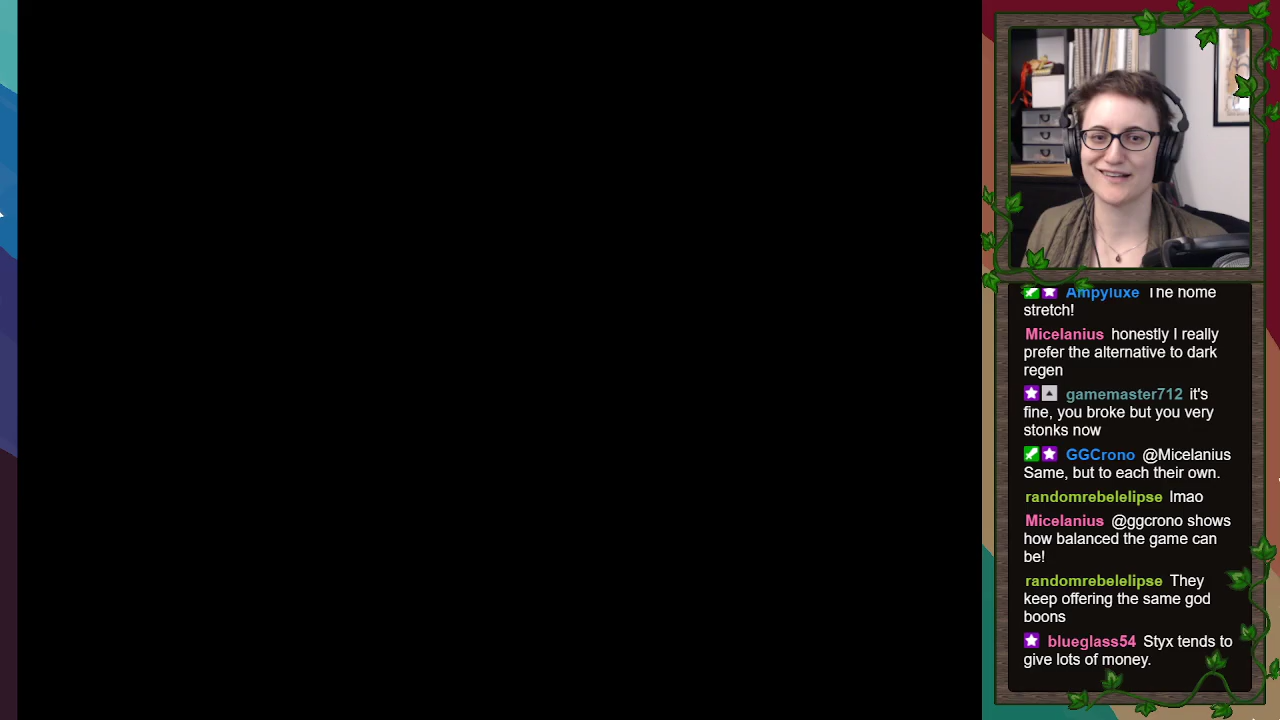 Ampyluxe The home
stretch!
Micelanius honestly I really
prefer the alternative to dark
regen
gamemaster712 it's
fine, you broke but you very
stonks now
GGCrono @Micelanius
Same, but to each their own.
randomrebelelipse lmao
Micelanius @ggcrono shows
how balanced the game can
be!
randomrebelelipse They
keep offering the same god
boons
blueglass54 Styx tends to
give lots of money.